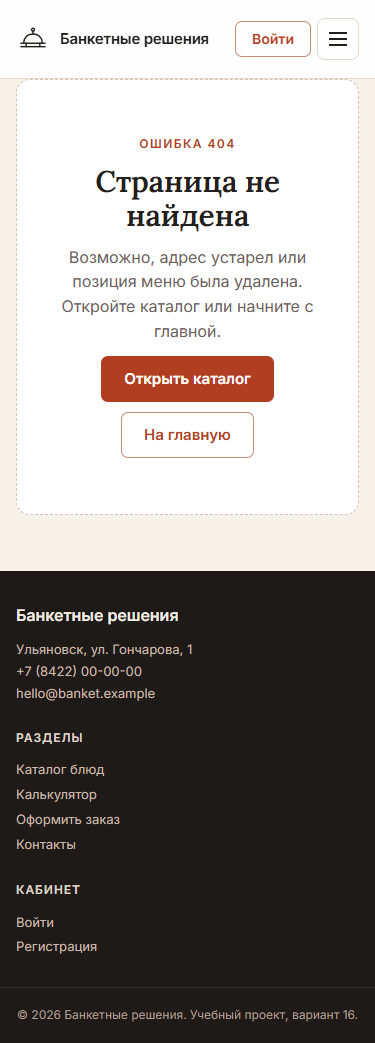 Банкетные решения
Войти
ОШИБКА 404
Страница не
найдена
Возможно, адрес устарел или
позиция меню была удалена.
Откройте каталог или начните с
главной.
Открыть каталог
На главную
Банкетные решения
Ульяновск, ул. Гончарова, 1
+7 (8422) 00-00-00
hello@banket.example
РАЗДЕЛЫ
Каталог блюд
Калькулятор
Оформить заказ
Контакты
КАБИНЕТ
Войти
Регистрация
© 2026 Банкетные решения. Учебный проект, вариант 16.